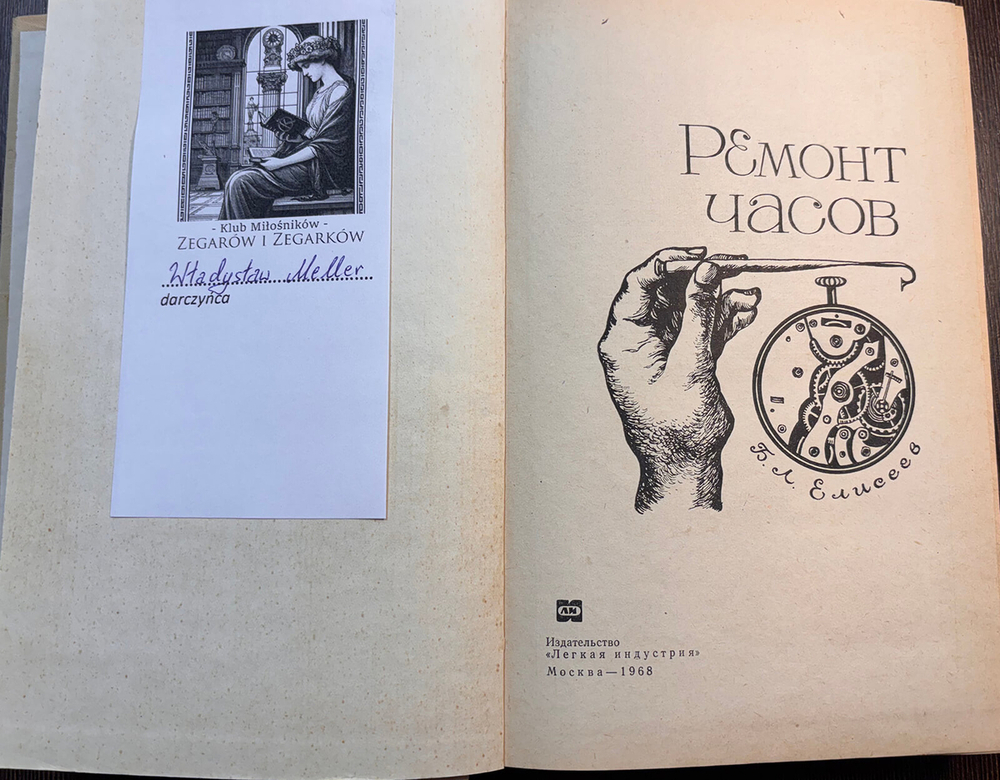 - Klub Miłośników -
ZEGARÓW I ZEGARKÓW
Władysław Meller
darczyńca
РЕМОНТ
ЧАСОВ
Б. Л. Елисеев
ЛИ
Издательство
«Легкая индустрия»
Москва—1968